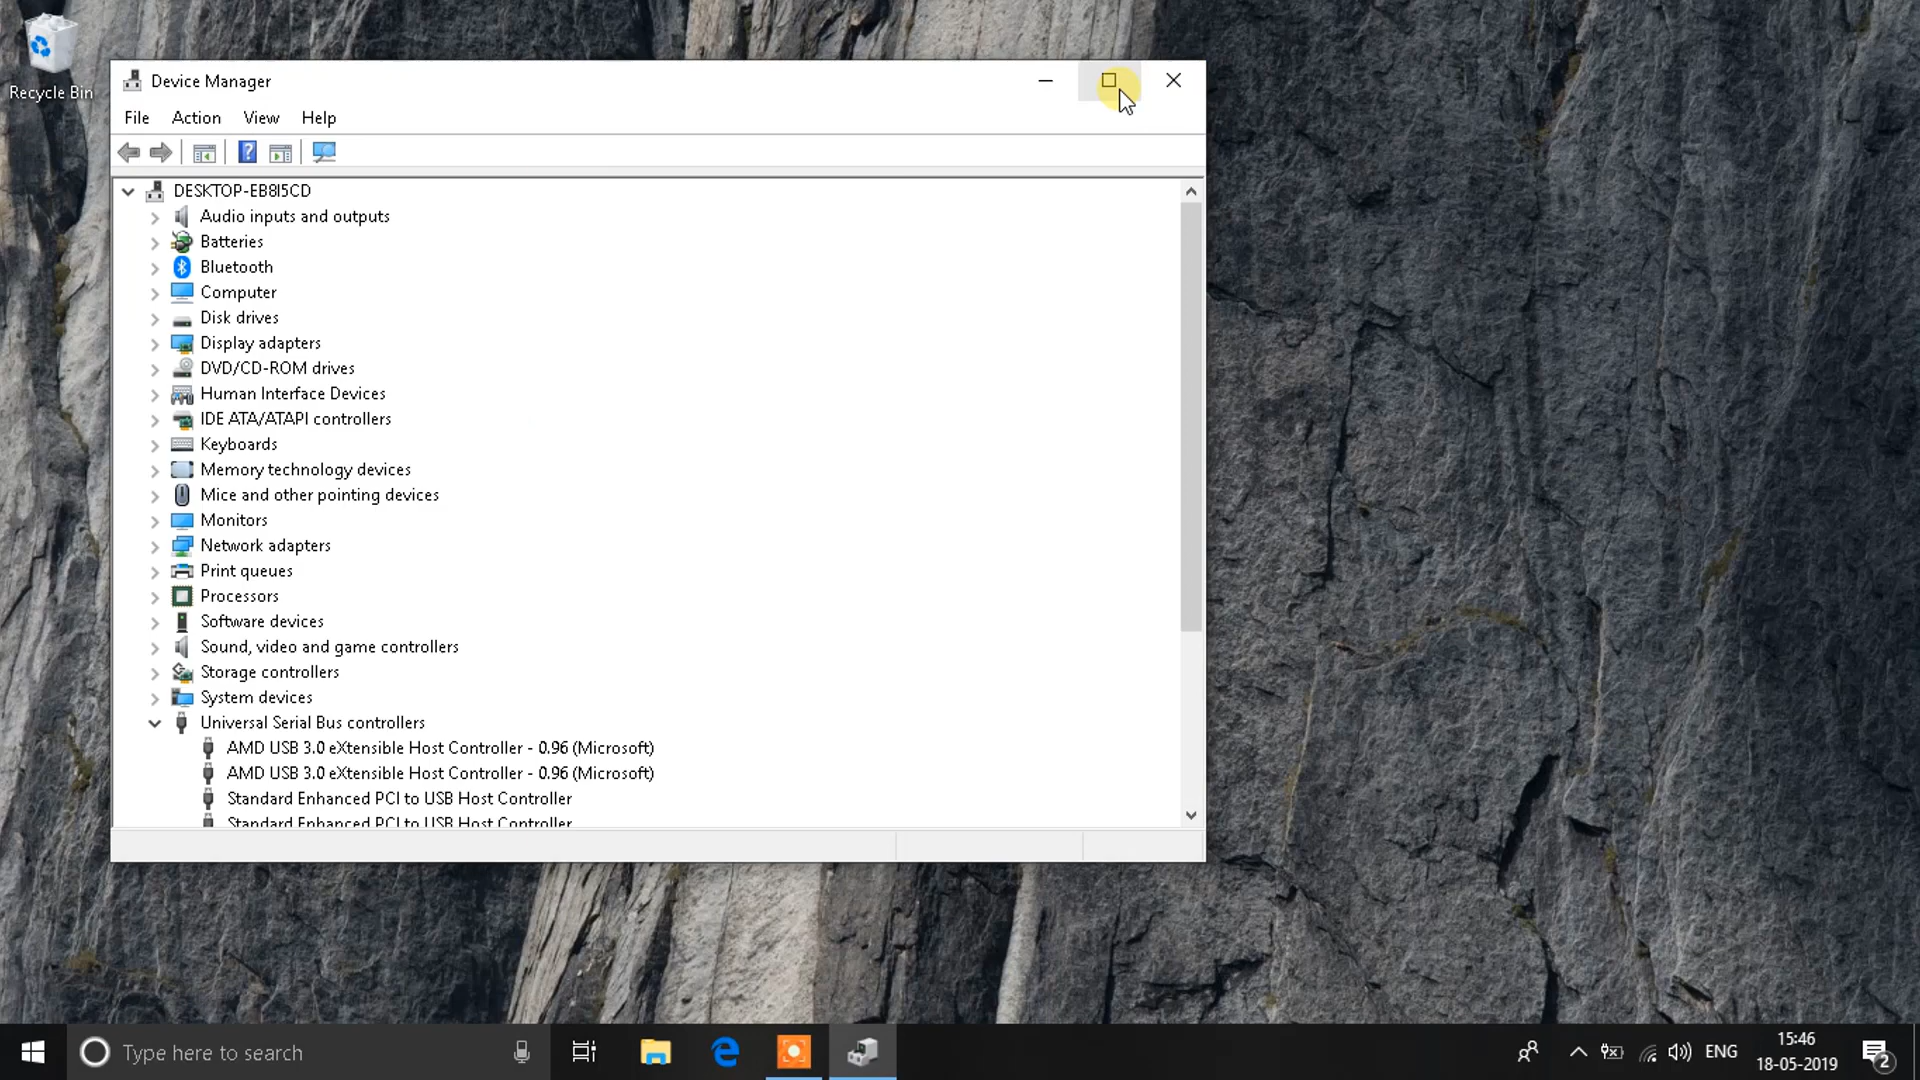 Recycle Bin
Device Manager
File Action View Help
?
DESKTOP-EB8I5CD
Audio inputs and outputs
Batteries
Bluetooth
Computer
Disk drives
Display adapters
DVD/CD-ROM drives
Human Interface Devices
IDE ATA/ATAPI controllers
Keyboards
Memory technology devices
Mice and other pointing devices
Monitors
Network adapters
Print queues
Processors
Software devices
Sound, video and game controllers
Storage controllers
System devices
Universal Serial Bus controllers
AMD USB 3.0 eXtensible Host Controller - 0.96 (Microsoft)
AMD USB 3.0 eXtensible Host Controller - 0.96 (Microsoft)
Standard Enhanced PCI to USB Host Controller
Standard Enhanced PCI to USB Host Controller
Type here to search
ENG
15:46
18-05-2019
2